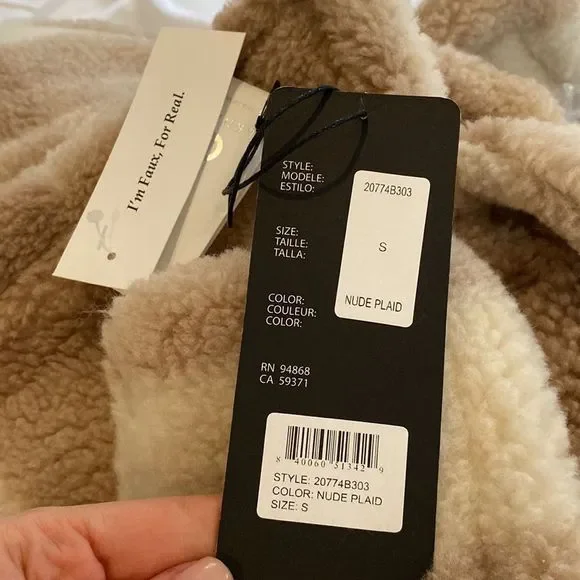 I'm Faux, For Real.
STYLE:
MODELE:
ESTILO:
20774B303
SIZE:
TAILLE:
TALLA:
S
COLOR:
COULEUR:
COLOR:
NUDE PLAID
RN 94868
CA 59371
8 40060 51342 9
STYLE: 20774B303
COLOR: NUDE PLAID
SIZE: S